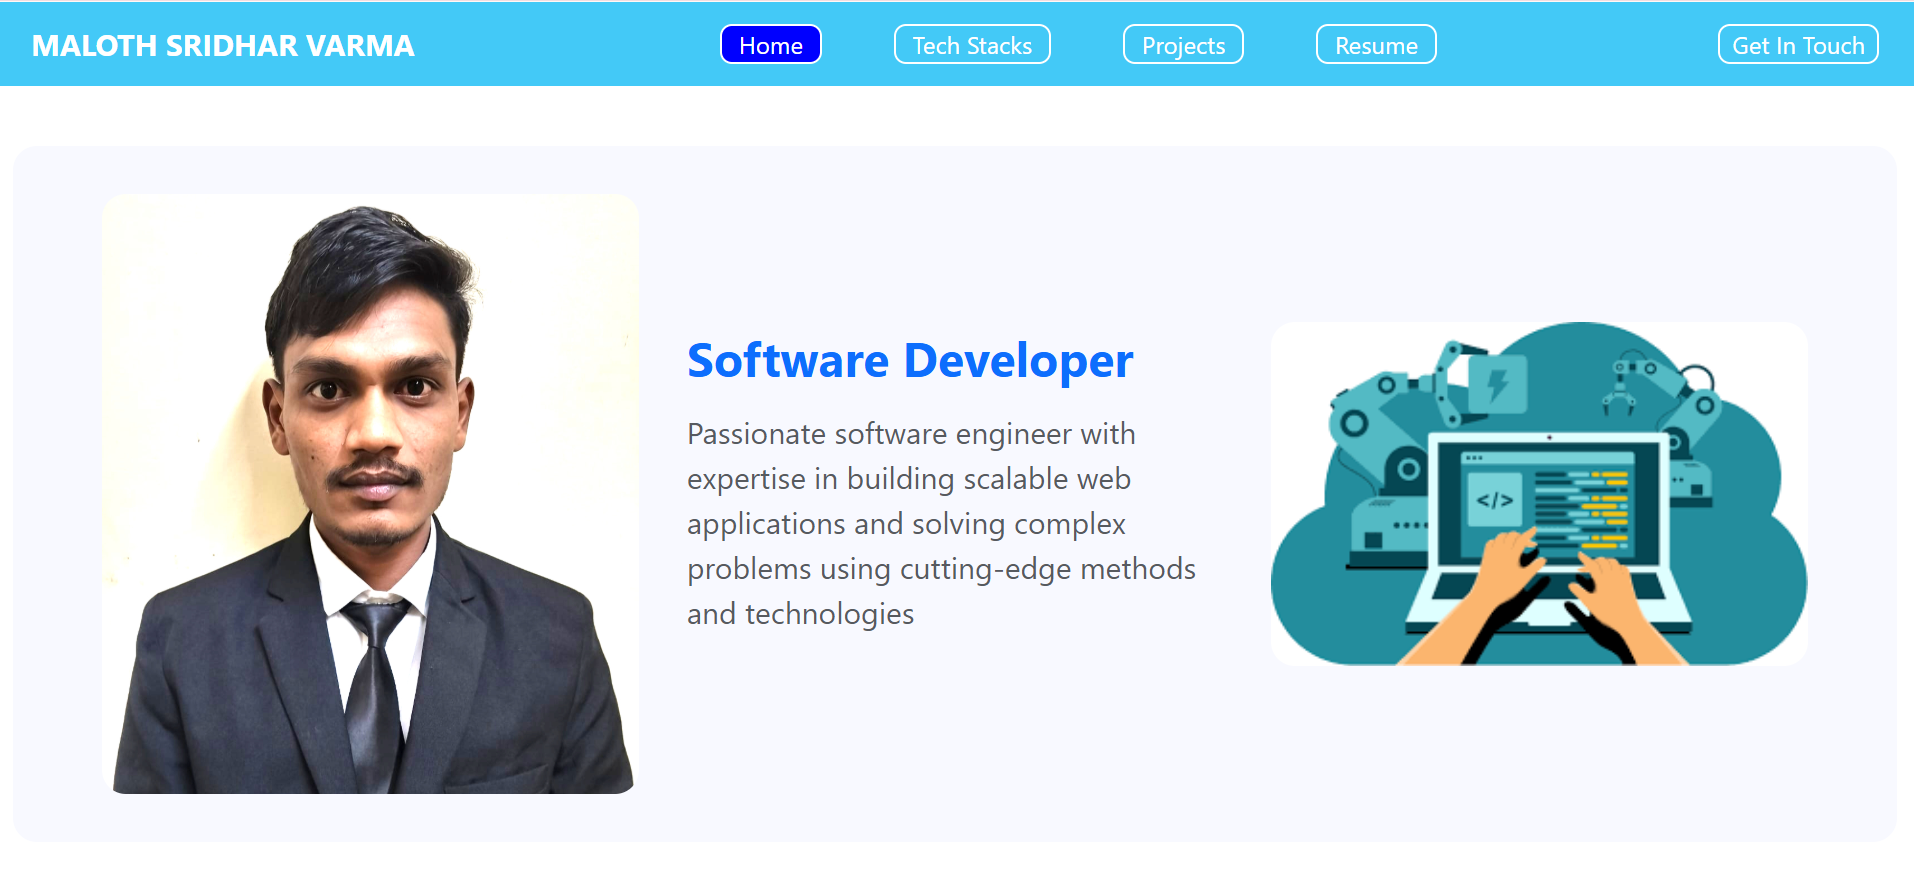 MALOTH SRIDHAR VARMA
Home
Tech Stacks
Projects
Resume
Get In Touch
Software Developer
Passionate software engineer with
expertise in building scalable web
applications and solving complex
problems using cutting-edge methods
and technologies
</>